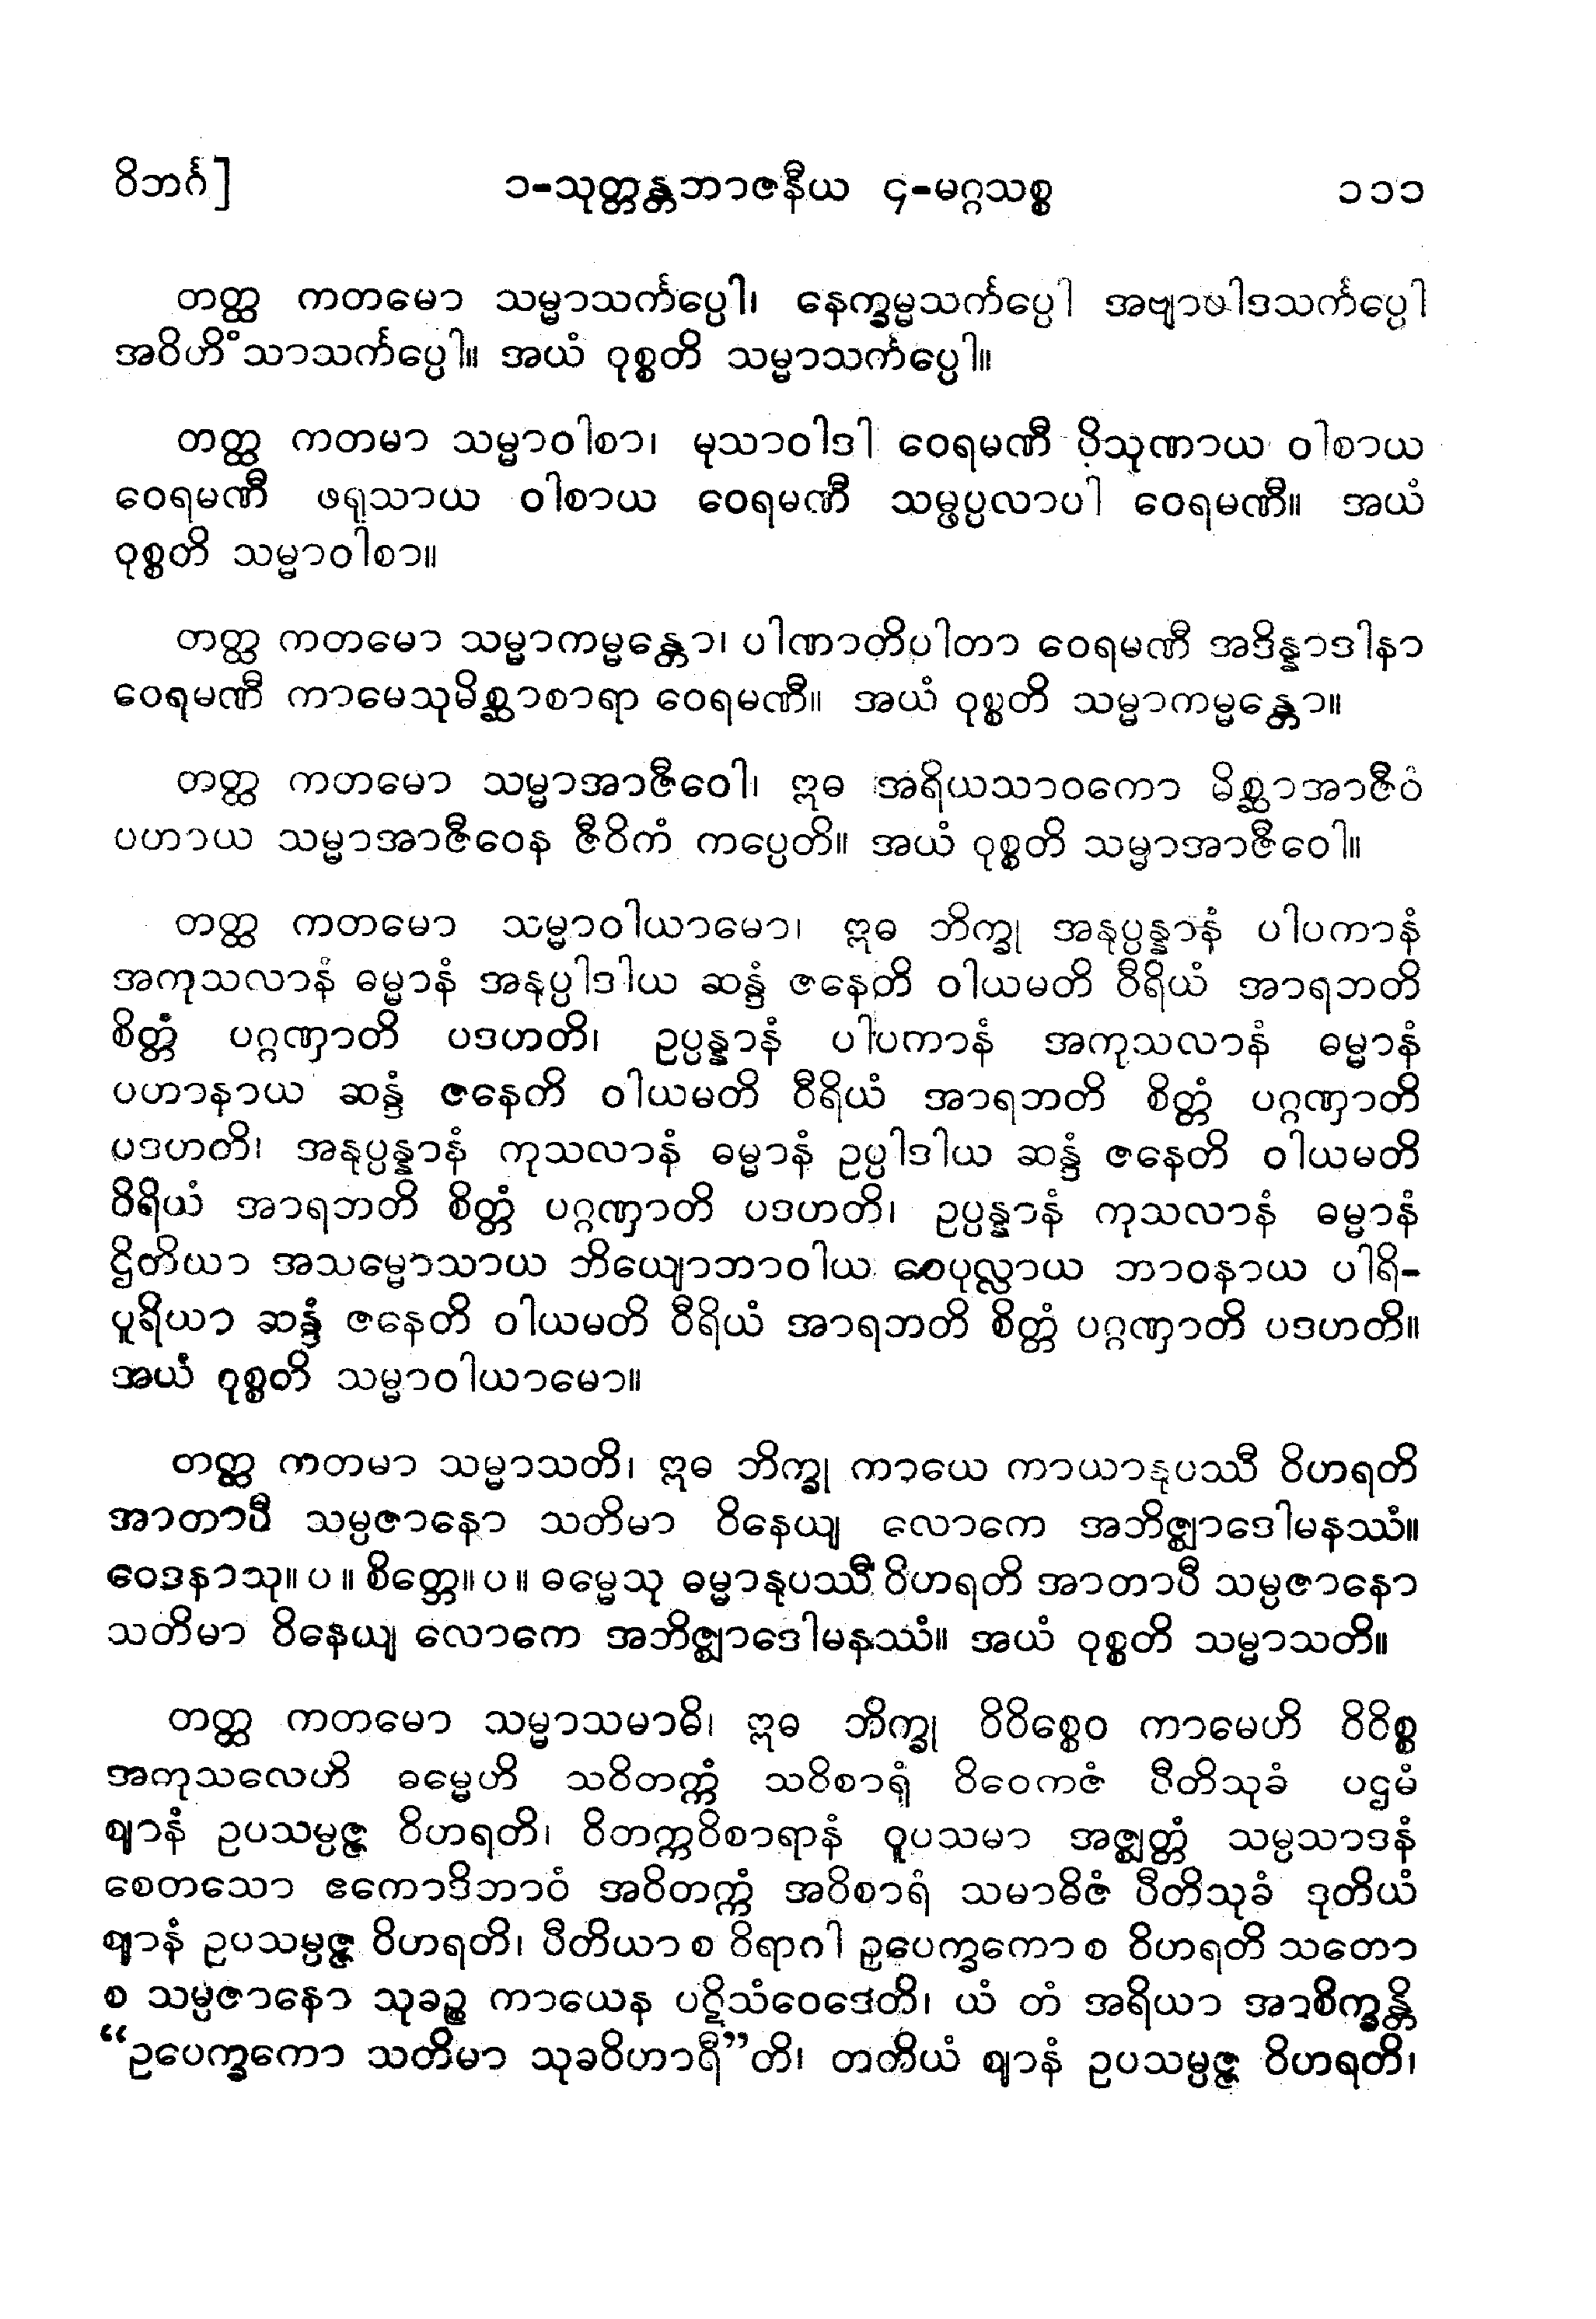 ဝိဘင်္ဂ] ၁-သုတ္တန္တဘာဇနီယ ၄-မဂ္ဂသစ္စ ၁၁၁
တတ္ထ ကတမော သမ္မာသင်္ကပ္ပေါ၊ နေက္ခမ္မသင်္ကပ္ပေါ အဗျာပါဒသင်္ကပ္ပေါ
အဝိဟိံသာသင်္ကပ္ပေါ။ အယံ ဝုစ္စတိ သမ္မာသင်္ကပ္ပေါ။
တတ္ထ ကတမာ သမ္မာဝါစာ၊ မုသာဝါဒါ ဝေရမဏီ ပိသုဏာယ ဝါစာယ
ဝေရမဏီ ဖရုသာယ ဝါစာယ ဝေရမဏီ သမ္ဖပ္ပလာပါ ဝေရမဏီ။ အယံ
ဝုစ္စတိ သမ္မာဝါစာ။
တတ္ထ ကတမော သမ္မာကမ္မန္တော၊ ပါဏာတိပါတာ ဝေရမဏီ အဒိန္နာဒါနာ
ဝေရမဏီ ကာမေသုမိစ္ဆာစာရာ ဝေရမဏီ။ အယံ ဝုစ္စတိ သမ္မာကမ္မန္တော။
တတ္ထ ကတမော သမ္မာအာဇီဝေါ၊ ဣဓ အရိယသာဝကော မိစ္ဆာအာဇီဝံ
ပဟာယ သမ္မာအာဇီဝေန ဇီဝိကံ ကပ္ပေတိ။ အယံ ဝုစ္စတိ သမ္မာအာဇီဝေါ။
တတ္ထ ကတမော သမ္မာဝါယာမော၊ ဣဓ ဘိက္ခု အနုပ္ပန္နာနံ ပါပကာနံ
အကုသလာနံ ဓမ္မာနံ အနုပ္ပါဒါယ ဆန္ဒံ ဇနေတိ ဝါယမတိ ဝီရိယံ အာရဘတိ
စိတ္တံ ပဂ္ဂဏှာတိ ပဒဟတိ၊ ဥပ္ပန္နာနံ ပါပကာနံ အကုသလာနံ ဓမ္မာနံ
ပဟာနာယ ဆန္ဒံ ဇနေတိ ဝါယမတိ ဝီရိယံ အာရဘတိ စိတ္တံ ပဂ္ဂဏှာတိ
ပဒဟတိ၊ အနုပ္ပန္နာနံ ကုသလာနံ ဓမ္မာနံ ဥပ္ပါဒါယ ဆန္ဒံ ဇနေတိ ဝါယမတိ
ဝီရိယံ အာရဘတိ စိတ္တံ ပဂ္ဂဏှာတိ ပဒဟတိ၊ ဥပ္ပန္နာနံ ကုသလာနံ ဓမ္မာနံ
ဌိတိယာ အသမ္မောသာယ ဘိယျောဘာဝါယ ဝေပုလ္လာယ ဘာဝနာယ ပါရိ-
ပူရိယာ ဆန္ဒံ ဇနေတိ ဝါယမတိ ဝီရိယံ အာရဘတိ စိတ္တံ ပဂ္ဂဏှာတိ ပဒဟတိ။
အယံ ဝုစ္စတိ သမ္မာဝါယာမော။
တတ္ထ ကတမာ သမ္မာသတိ၊ ဣဓ ဘိက္ခု ကာယေ ကာယာနုပဿီ ဝိဟရတိ
အာတာပီ သမ္ပဇာနော သတိမာ ဝိနေယျ လောကေ အဘိဇ္ဈာဒေါမနဿံ။
ဝေဒနာသု။ ပ ။ စိတ္တေ။ ပ ။ ဓမ္မေသု ဓမ္မာနုပဿီ ဝိဟရတိ အာတာပီ သမ္ပဇာနော
သတိမာ ဝိနေယျ လောကေ အဘိဇ္ဈာဒေါမနဿံ။ အယံ ဝုစ္စတိ သမ္မာသတိ။
တတ္ထ ကတမော သမ္မာသမာဓိ၊ ဣဓ ဘိက္ခု ဝိဝိစ္စေဝ ကာမေဟိ ဝိဝိစ္စ
အကုသလေဟိ ဓမ္မေဟိ သဝိတက္ကံ သဝိစာရံ ဝိဝေကဇံ ပီတိသုခံ ပဌမံ
ဈာနံ ဥပသမ္ပဇ္ဇ ဝိဟရတိ၊ ဝိတက္ကဝိစာရာနံ ဝူပသမာ အဇ္ဈတ္တံ သမ္ပသာဒနံ
စေတသော ဧကောဒိဘာဝံ အဝိတက္ကံ အဝိစာရံ သမာဓိဇံ ပီတိသုခံ ဒုတိယံ
ဈာနံ ဥပသမ္ပဇ္ဇ ဝိဟရတိ၊ ပီတိယာ စ ဝိရာဂါ ဥပေက္ခကော စ ဝိဟရတိ သတော
စ သမ္ပဇာနော သုခဉ္စ ကာယေန ပဋိသံဝေဒေတိ၊ ယံ တံ အရိယာ အာစိက္ခန္တိ
“ဥပေက္ခကော သတိမာ သုခဝိဟာရီ”တိ၊ တတိယံ ဈာနံ ဥပသမ္ပဇ္ဇ ဝိဟရတိ၊